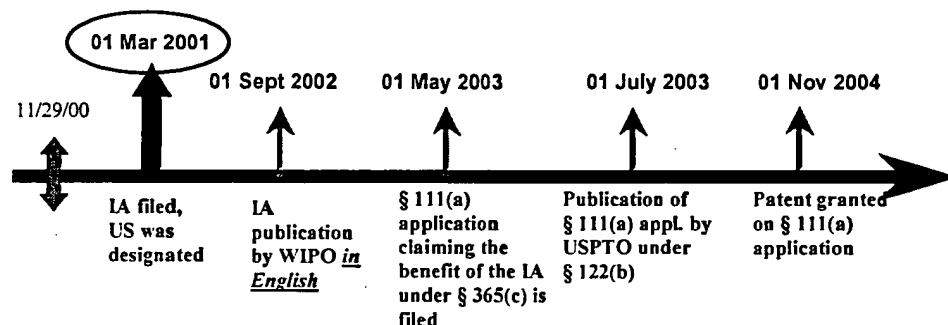 01 Mar 2001
01 Sept 2002
01 May 2003
01 July 2003
01 Nov 2004
11/29/00
IA filed,
US was
designated
IA
publication
by WIPO in
English
§ 111(a)
application
claiming the
benefit of the IA
under § 365(c) is
filed
Publication of
§ 111(a) appl. by
USPTO under
§ 122(b)
Patent granted
on § 111(a)
application